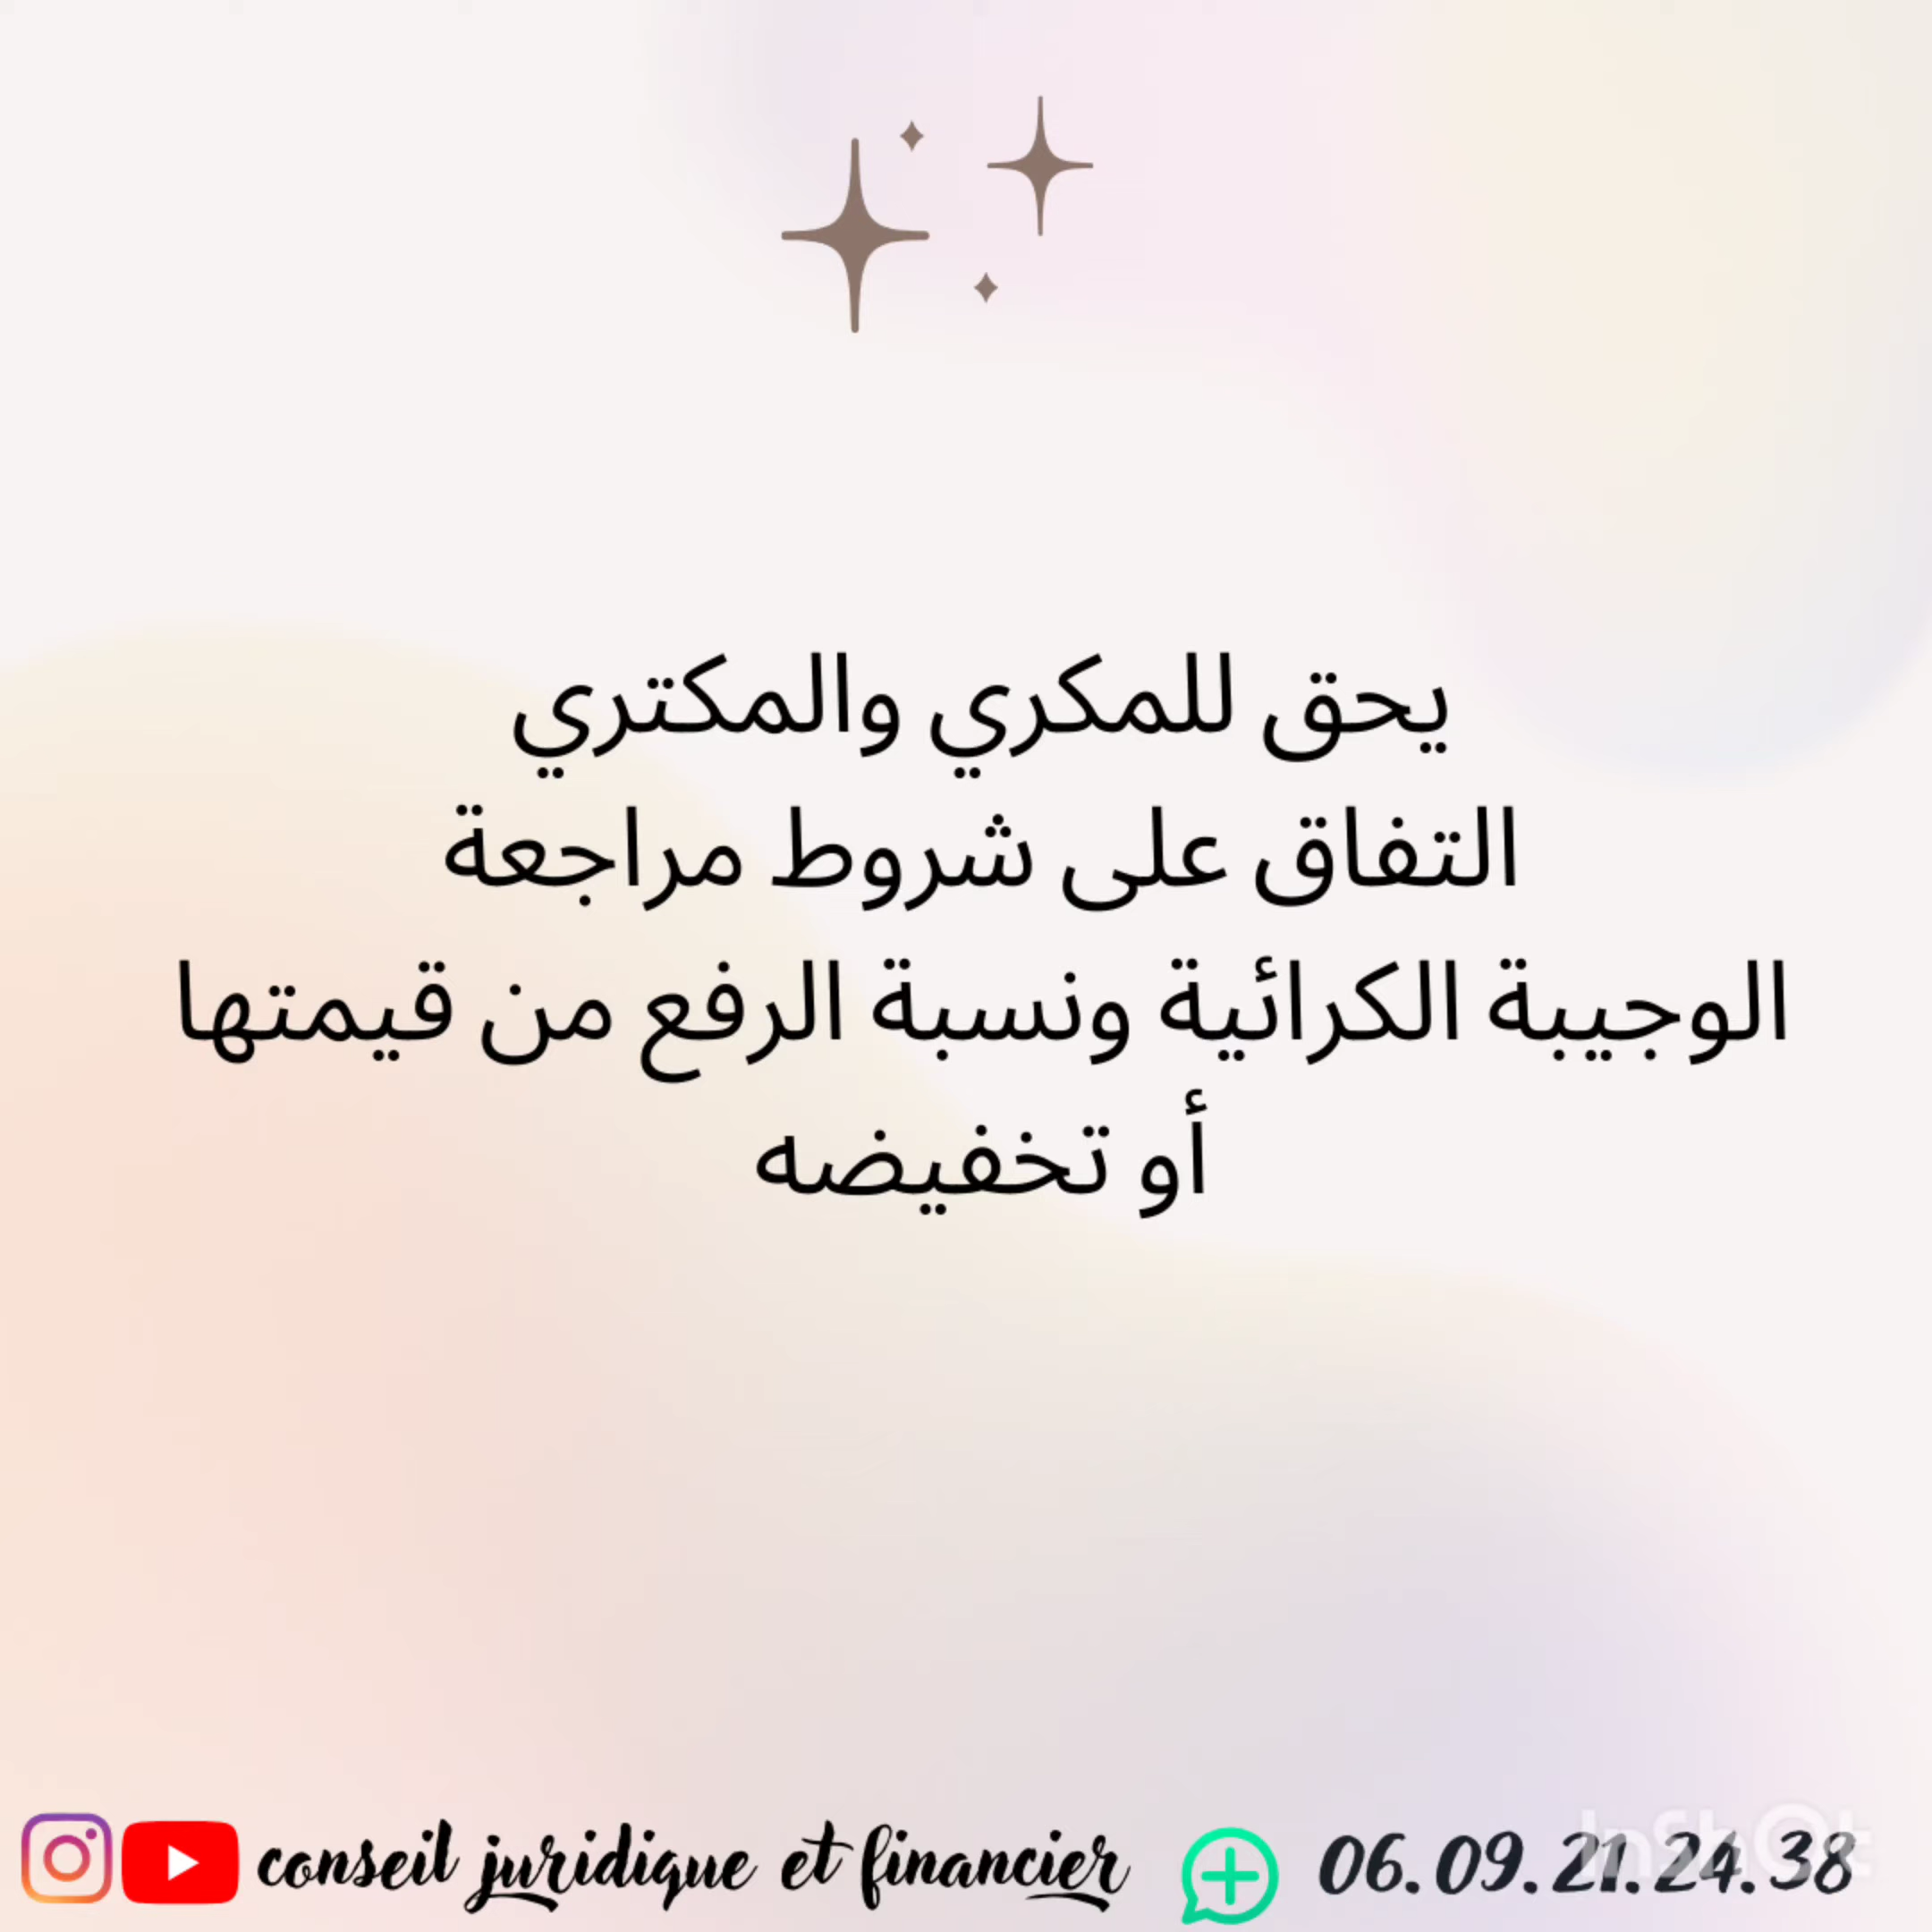 يحق للمكري والمكتري
التفاق على شروط مراجعة
الوجيبة الكرائية ونسبة الرفع من قيمتها
أو تخفيضه
conseil juridique et financier 06.09.21.24.38
InShOt